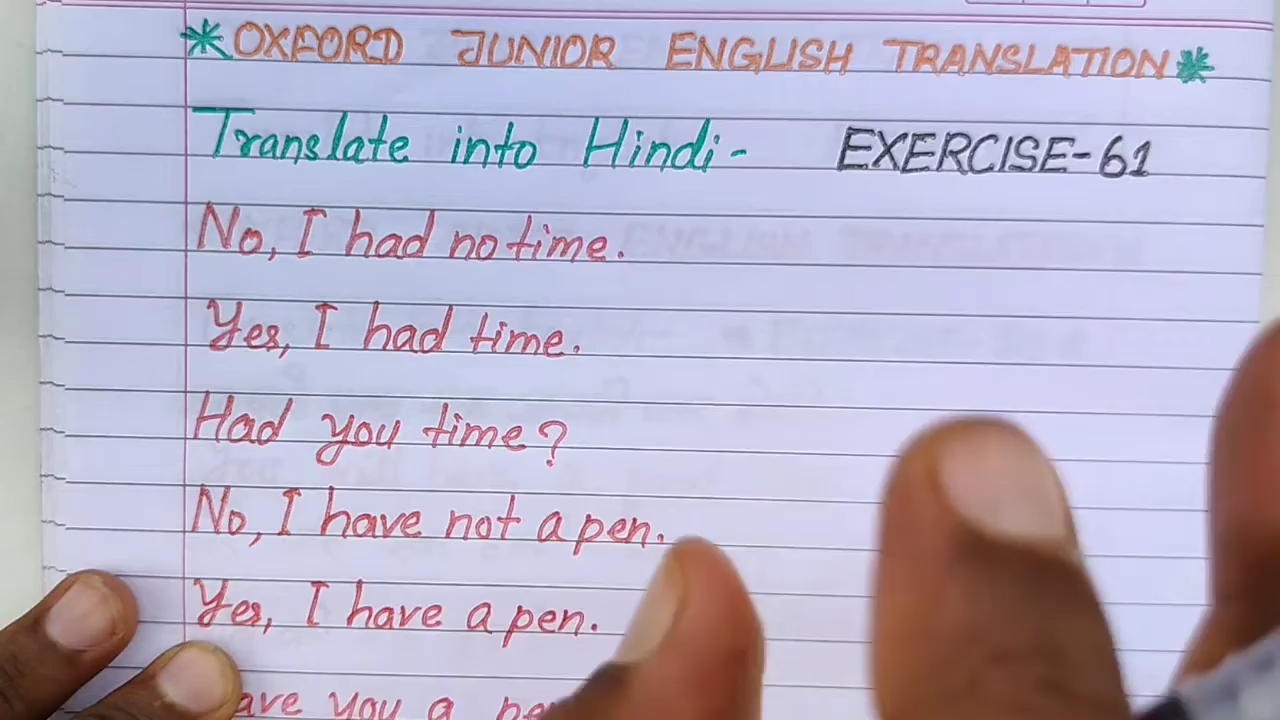 *OXFORD JUNIOR ENGLISH TRANSLATION*
Translate into Hindi- EXERCISE-61
No, I had no time.
Yes, I had time.
Had you time?
No, I have not a pen.
Yes, I have a pen.
you a